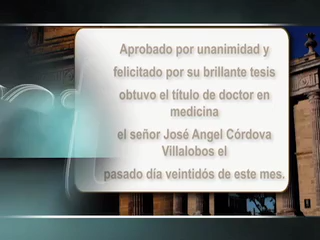 Aprobado por unanimidad y
felicitado por su brillante tesis
obtuvo el título de doctor en
medicina
el señor José Angel Córdova
Villalobos el
pasado día veintidós de este mes.